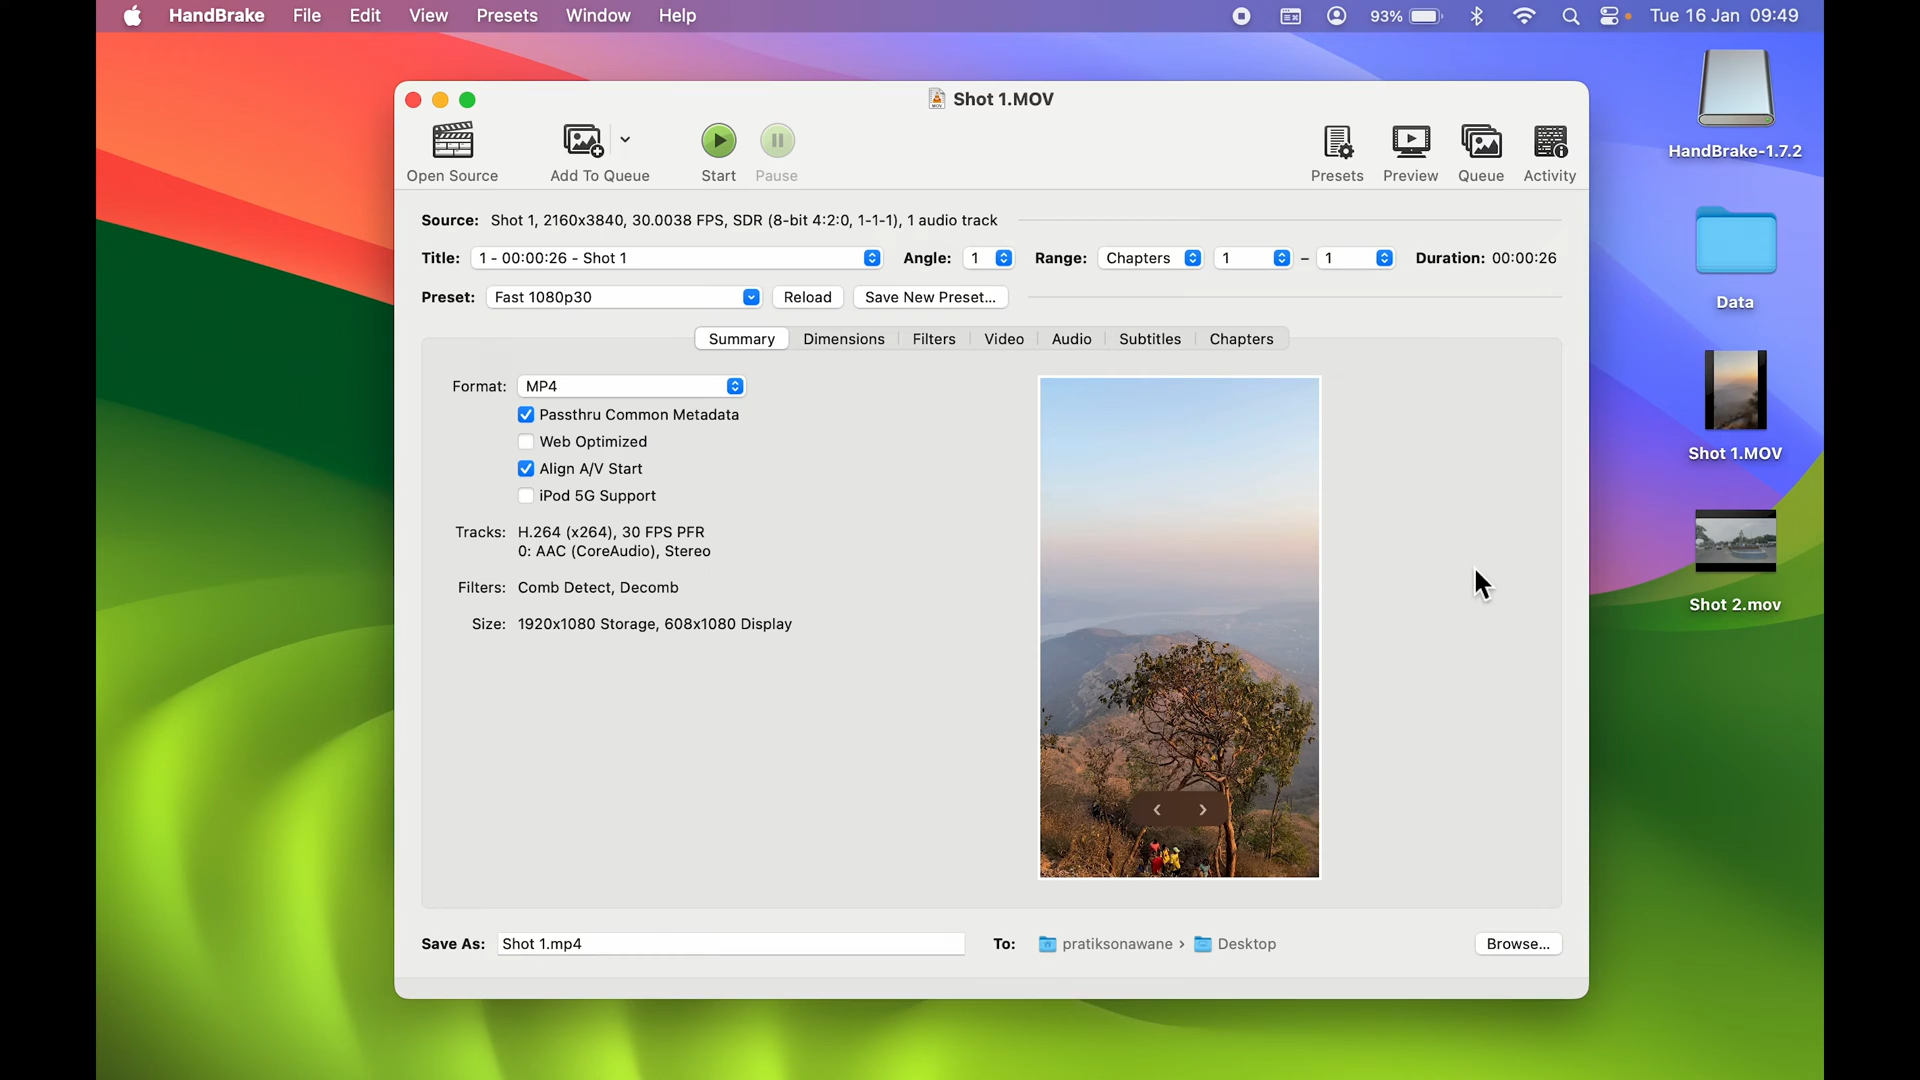 HandBrake File Edit View Presets Window Help 93% Tue 16 Jan 09:49
Shot 1.MOV
Open Source Add To Queue Start Pause Presets Preview Queue Activity
Source: Shot 1, 2160x3840, 30.0038 FPS, SDR (8-bit 4:2:0, 1-1-1), 1 audio track
Title: 1 - 00:00:26 - Shot 1 Angle: 1 Range: Chapters 1 – 1 Duration: 00:00:26
Preset: Fast 1080p30 Reload Save New Preset...
Summary Dimensions Filters Video Audio Subtitles Chapters
Format: MP4
Passthru Common Metadata
Web Optimized
Align A/V Start
iPod 5G Support
Tracks: H.264 (x264), 30 FPS PFR
0: AAC (CoreAudio), Stereo
Filters: Comb Detect, Decomb
Size: 1920x1080 Storage, 608x1080 Display
Save As: Shot 1.mp4 To: pratiksonawane › Desktop Browse...
HandBrake-1.7.2
Data
Shot 1.MOV
Shot 2.mov